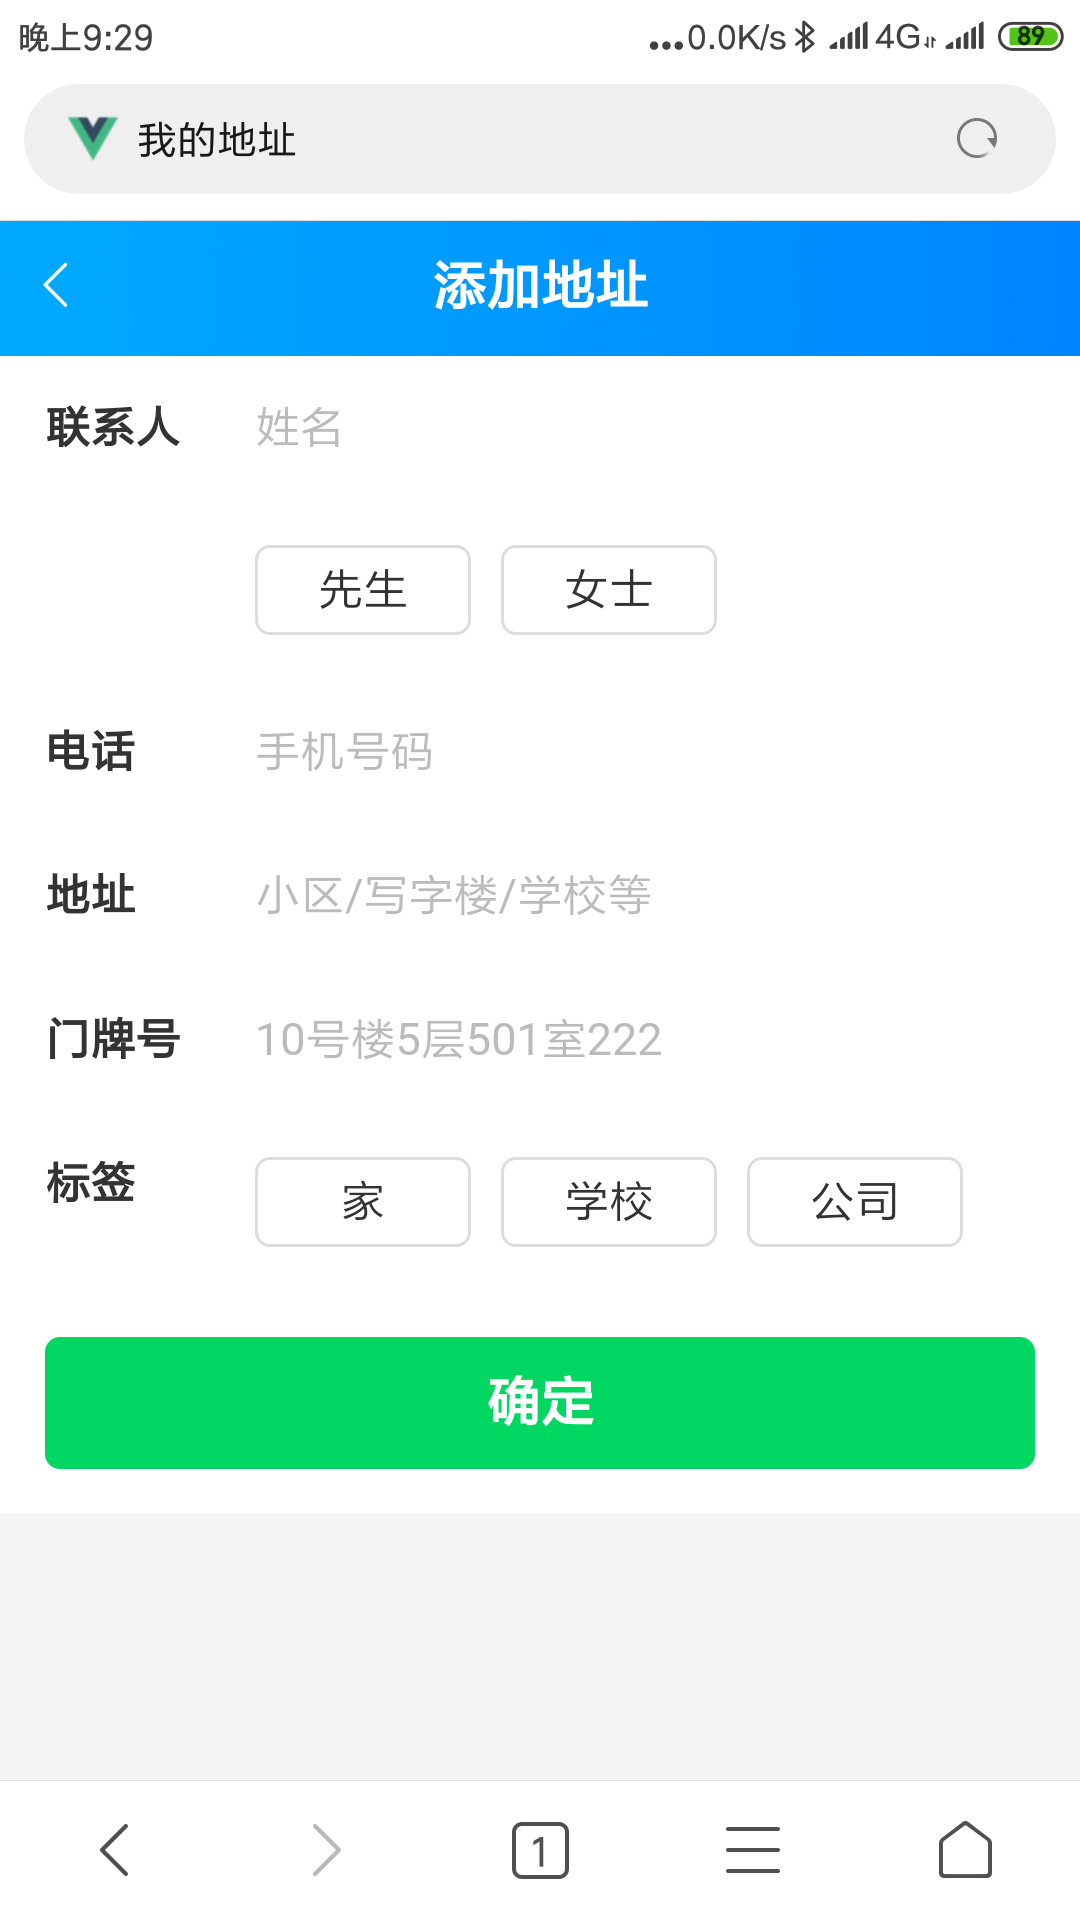 晚上9:29
...0.0K/s 4G 89
我的地址
添加地址
联系人 姓名
先生 女士
电话 手机号码
地址 小区/写字楼/学校等
门牌号 10号楼5层501室222
标签 家 学校 公司
确定
1